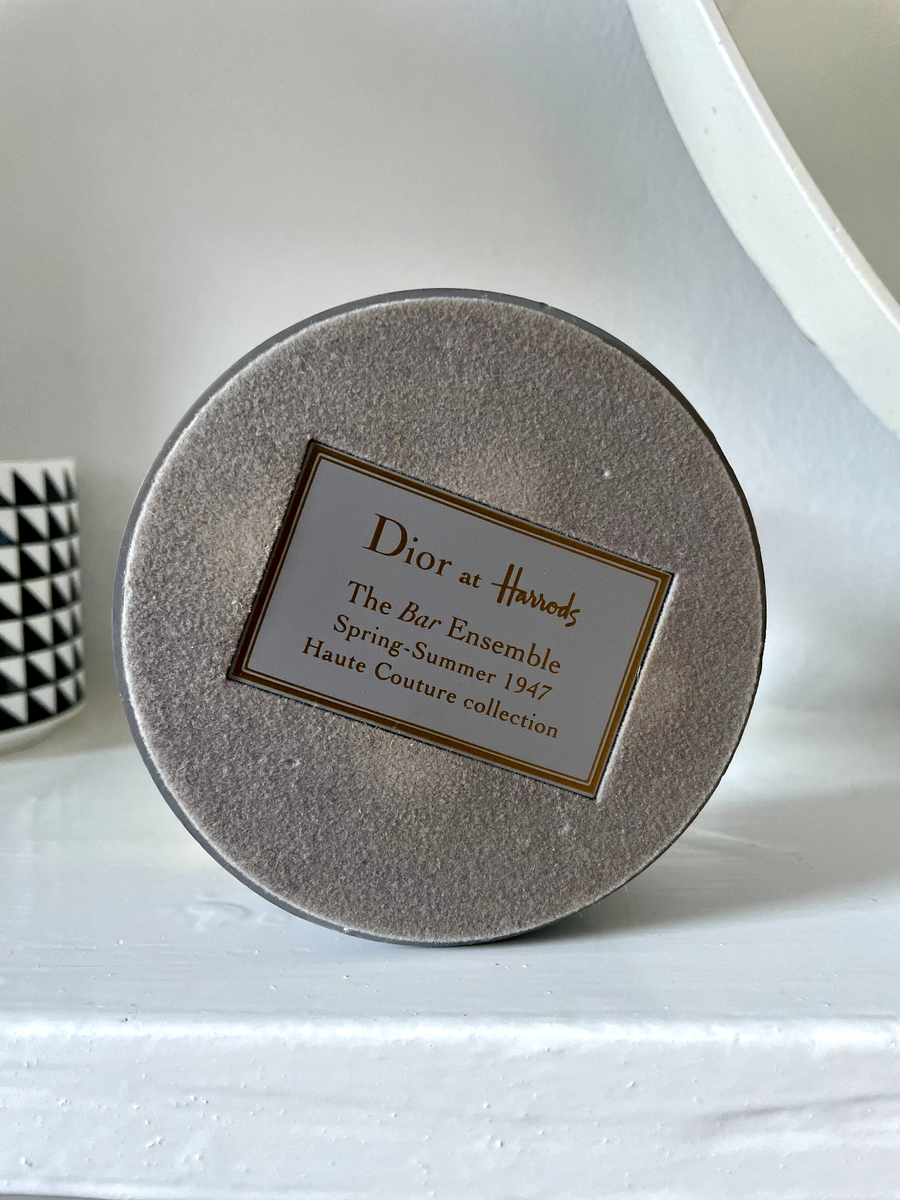 Dior at Harrods
The Bar Ensemble
Spring-Summer 1947
Haute Couture collection